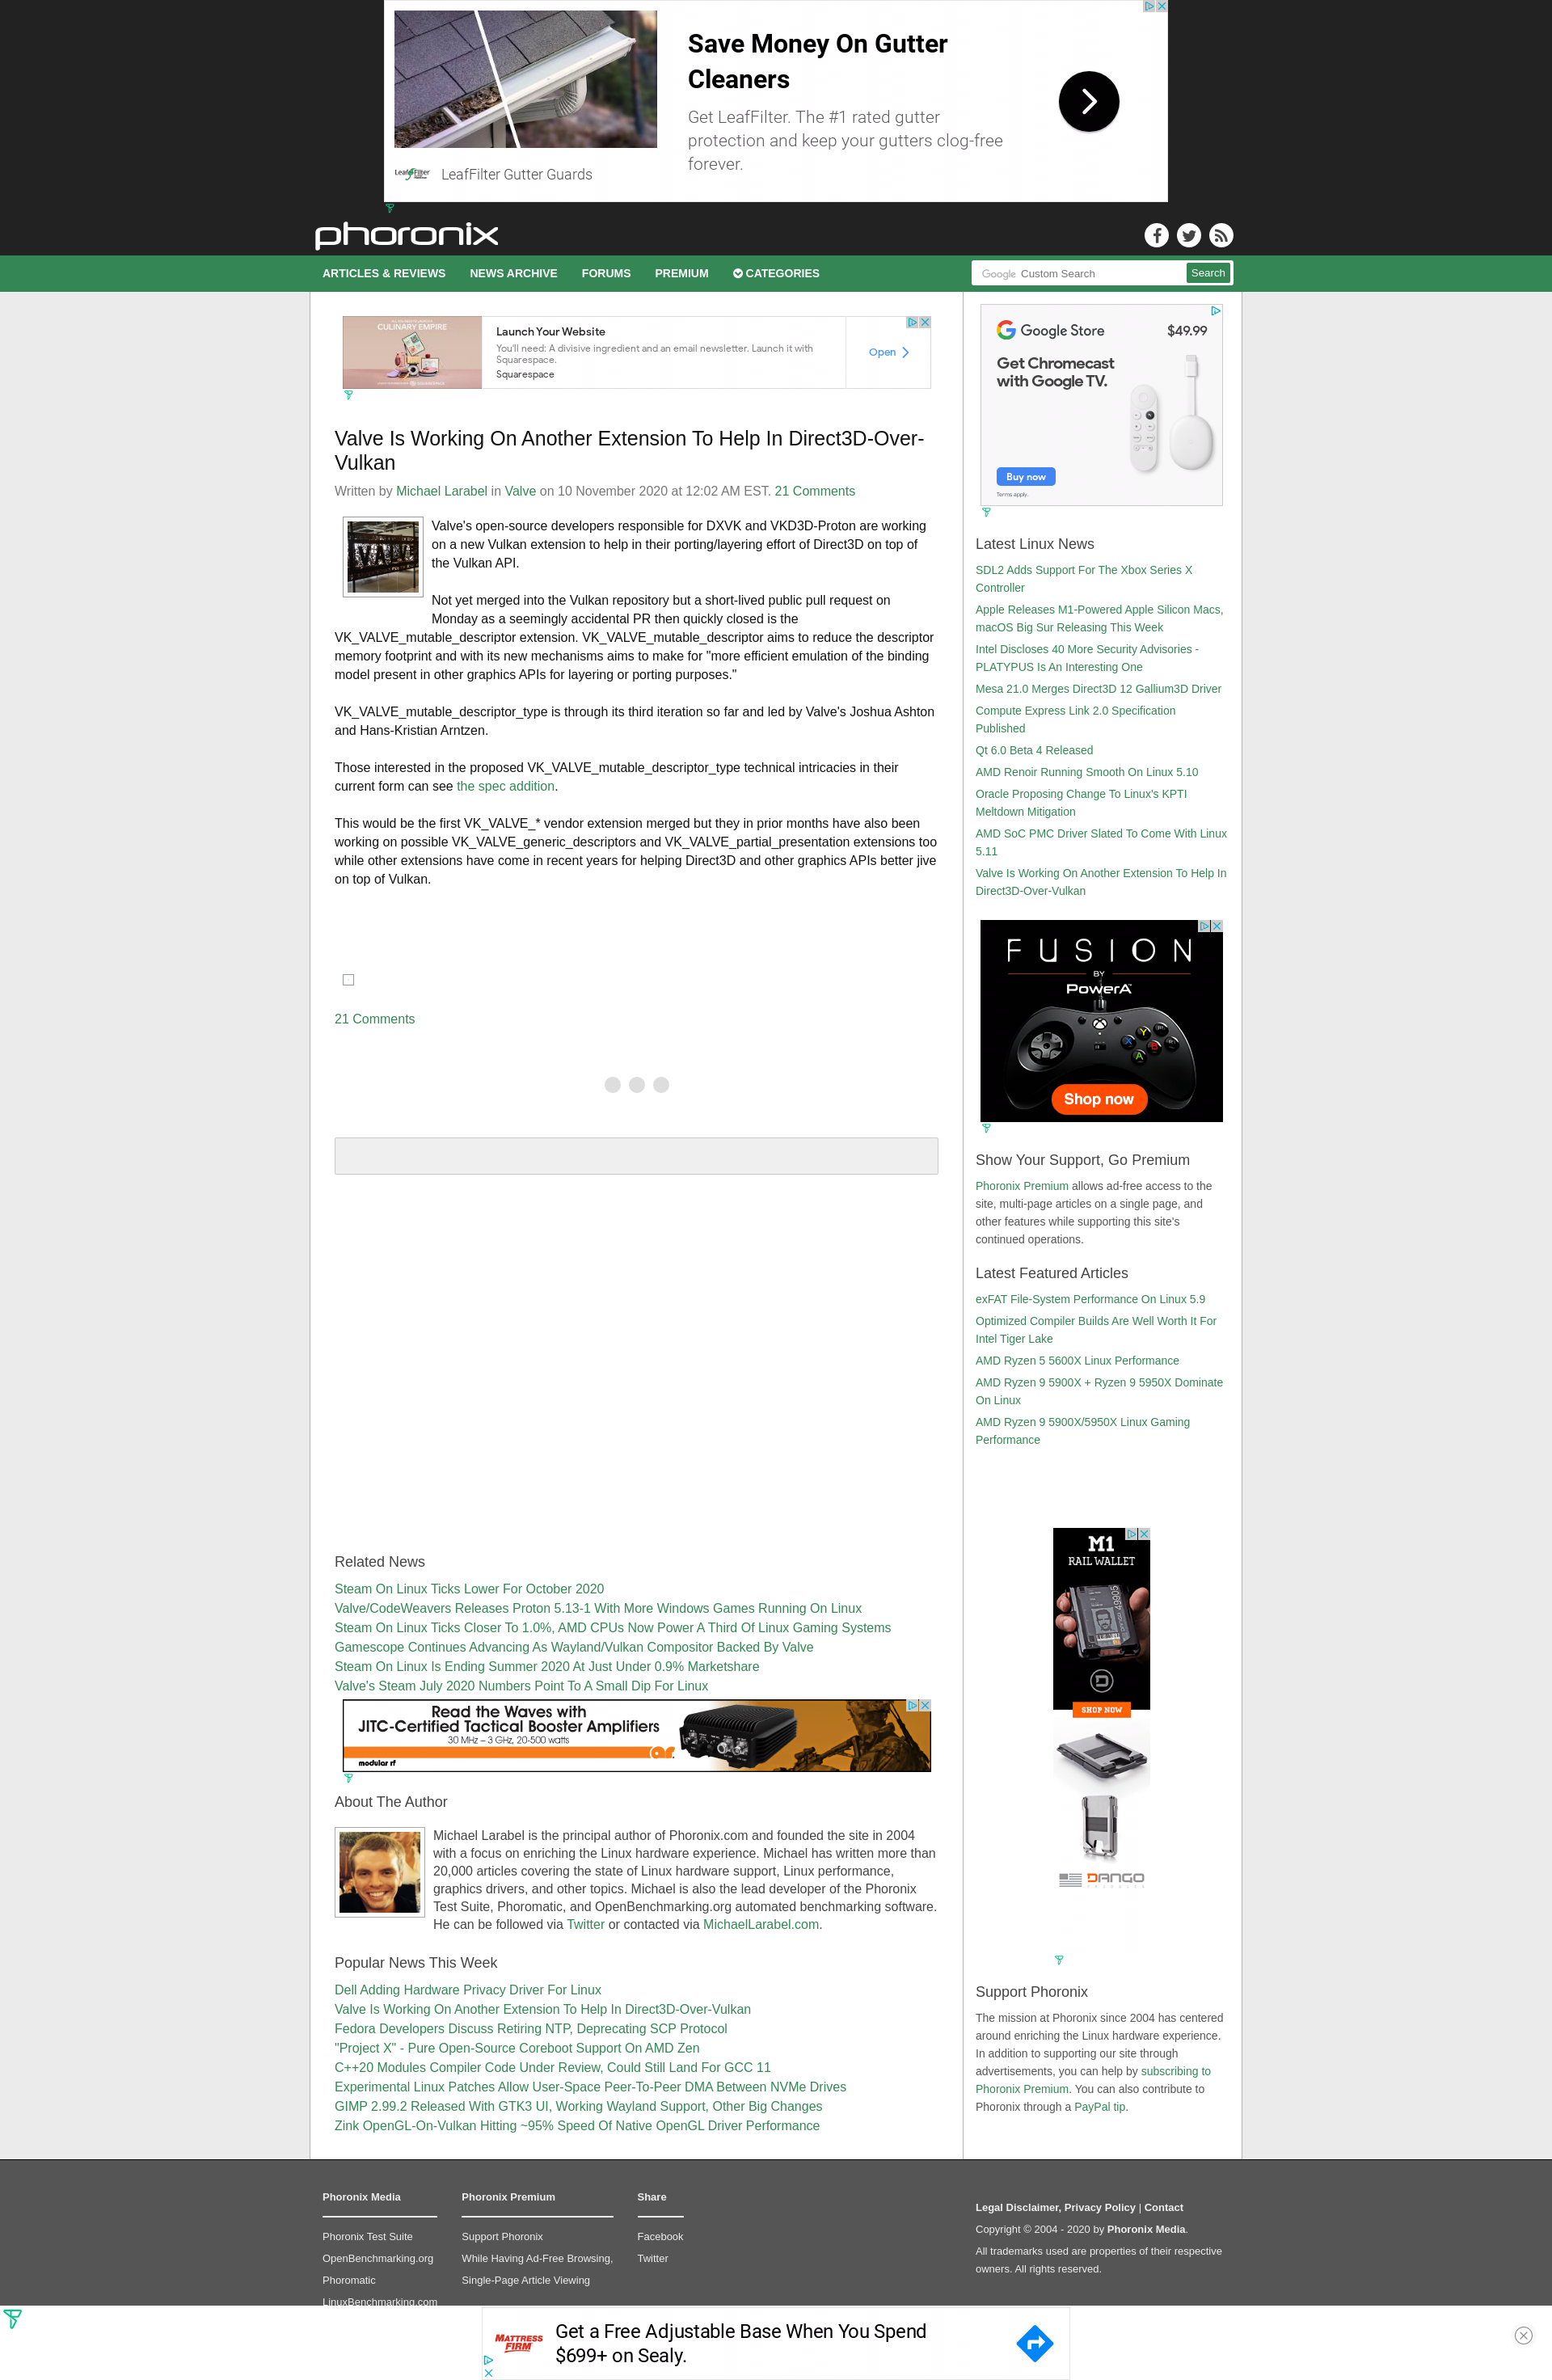 Save Money On Gutter
Cleaners
Get LeafFilter. The #1 rated gutter
protection and keep your gutters clog-free
forever.
LeafFilter
LeafFilter Gutter Guards
phoronix
ARTICLES & REVIEWS
NEWS ARCHIVE
FORUMS
PREMIUM
CATEGORIES
Google Custom Search
Search
CULINARY EMPIRE
Launch Your Website
You'll need: A divisive ingredient and an email newsletter. Launch it with
Squarespace.
Squarespace
Open
Valve Is Working On Another Extension To Help In Direct3D-Over-
Vulkan
Written by Michael Larabel in Valve on 10 November 2020 at 12:02 AM EST. 21 Comments
VALVE
Valve's open-source developers responsible for DXVK and VKD3D-Proton are working
on a new Vulkan extension to help in their porting/layering effort of Direct3D on top of
the Vulkan API.
Not yet merged into the Vulkan repository but a short-lived public pull request on
Monday as a seemingly accidental PR then quickly closed is the
VK_VALVE_mutable_descriptor extension. VK_VALVE_mutable_descriptor aims to reduce the descriptor
memory footprint and with its new mechanisms aims to make for "more efficient emulation of the binding
model present in other graphics APIs for layering or porting purposes."
VK_VALVE_mutable_descriptor_type is through its third iteration so far and led by Valve's Joshua Ashton
and Hans-Kristian Arntzen.
Those interested in the proposed VK_VALVE_mutable_descriptor_type technical intricacies in their
current form can see the spec addition.
This would be the first VK_VALVE_* vendor extension merged but they in prior months have also been
working on possible VK_VALVE_generic_descriptors and VK_VALVE_partial_presentation extensions too
while other extensions have come in recent years for helping Direct3D and other graphics APIs better jive
on top of Vulkan.
21 Comments
Related News
Steam On Linux Ticks Lower For October 2020
Valve/CodeWeavers Releases Proton 5.13-1 With More Windows Games Running On Linux
Steam On Linux Ticks Closer To 1.0%, AMD CPUs Now Power A Third Of Linux Gaming Systems
Gamescope Continues Advancing As Wayland/Vulkan Compositor Backed By Valve
Steam On Linux Is Ending Summer 2020 At Just Under 0.9% Marketshare
Valve's Steam July 2020 Numbers Point To A Small Dip For Linux
Read the Waves with
JITC-Certified Tactical Booster Amplifiers
30 MHz – 3 GHz, 20-500 watts
modular rf
ar
About The Author
Michael Larabel is the principal author of Phoronix.com and founded the site in 2004
with a focus on enriching the Linux hardware experience. Michael has written more than
20,000 articles covering the state of Linux hardware support, Linux performance,
graphics drivers, and other topics. Michael is also the lead developer of the Phoronix
Test Suite, Phoromatic, and OpenBenchmarking.org automated benchmarking software.
He can be followed via Twitter or contacted via MichaelLarabel.com.
Popular News This Week
Dell Adding Hardware Privacy Driver For Linux
Valve Is Working On Another Extension To Help In Direct3D-Over-Vulkan
Fedora Developers Discuss Retiring NTP, Deprecating SCP Protocol
"Project X" - Pure Open-Source Coreboot Support On AMD Zen
C++20 Modules Compiler Code Under Review, Could Still Land For GCC 11
Experimental Linux Patches Allow User-Space Peer-To-Peer DMA Between NVMe Drives
GIMP 2.99.2 Released With GTK3 UI, Working Wayland Support, Other Big Changes
Zink OpenGL-On-Vulkan Hitting ~95% Speed Of Native OpenGL Driver Performance
Google Store
$49.99
Get Chromecast
with Google TV.
Buy now
Terms apply.
Latest Linux News
SDL2 Adds Support For The Xbox Series X
Controller
Apple Releases M1-Powered Apple Silicon Macs,
macOS Big Sur Releasing This Week
Intel Discloses 40 More Security Advisories -
PLATYPUS Is An Interesting One
Mesa 21.0 Merges Direct3D 12 Gallium3D Driver
Compute Express Link 2.0 Specification
Published
Qt 6.0 Beta 4 Released
AMD Renoir Running Smooth On Linux 5.10
Oracle Proposing Change To Linux's KPTI
Meltdown Mitigation
AMD SoC PMC Driver Slated To Come With Linux
5.11
Valve Is Working On Another Extension To Help In
Direct3D-Over-Vulkan
FUSION
BY
PowerA
X
Y
B
A
Shop now
Show Your Support, Go Premium
Phoronix Premium allows ad-free access to the
site, multi-page articles on a single page, and
other features while supporting this site's
continued operations.
Latest Featured Articles
exFAT File-System Performance On Linux 5.9
Optimized Compiler Builds Are Well Worth It For
Intel Tiger Lake
AMD Ryzen 5 5600X Linux Performance
AMD Ryzen 9 5900X + Ryzen 9 5950X Dominate
On Linux
AMD Ryzen 9 5900X/5950X Linux Gaming
Performance
M1
RAIL WALLET
SHOP NOW
DANGO
Support Phoronix
The mission at Phoronix since 2004 has centered
around enriching the Linux hardware experience.
In addition to supporting our site through
advertisements, you can help by subscribing to
Phoronix Premium. You can also contribute to
Phoronix through a PayPal tip.
Phoronix Media
Phoronix Test Suite
OpenBenchmarking.org
Phoromatic
LinuxBenchmarking.com
Phoronix Premium
Support Phoronix
While Having Ad-Free Browsing,
Single-Page Article Viewing
Share
Facebook
Twitter
Legal Disclaimer, Privacy Policy | Contact
Copyright © 2004 - 2020 by Phoronix Media.
All trademarks used are properties of their respective
owners. All rights reserved.
MATTRESS
FIRM
Get a Free Adjustable Base When You Spend
$699+ on Sealy.